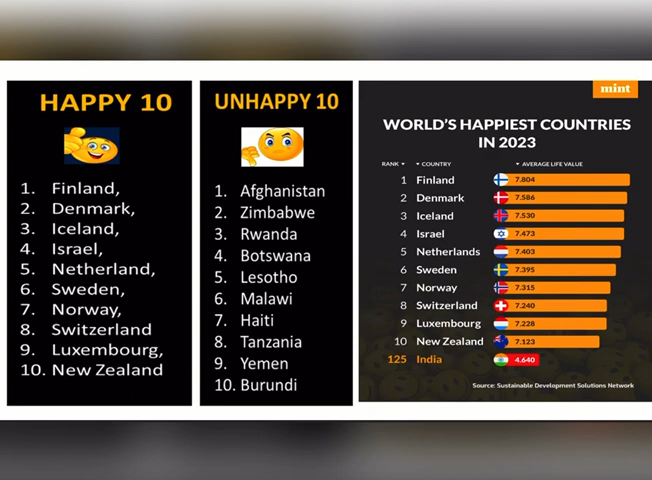 HAPPY 10
1. Finland,
2. Denmark,
3. Iceland,
4. Israel,
5. Netherland,
6. Sweden,
7. Norway,
8. Switzerland
9. Luxembourg,
10. New Zealand
UNHAPPY 10
1. Afghanistan
2. Zimbabwe
3. Rwanda
4. Botswana
5. Lesotho
6. Malawi
7. Haiti
8. Tanzania
9. Yemen
10. Burundi
mint
WORLD'S HAPPIEST COUNTRIES
IN 2023
RANK COUNTRY AVERAGE LIFE VALUE
1 Finland 7.804
2 Denmark 7.586
3 Iceland 7.530
4 Israel 7.473
5 Netherlands 7.403
6 Sweden 7.395
7 Norway 7.315
8 Switzerland 7.240
9 Luxembourg 7.228
10 New Zealand 7.123
125 India 4.640
Source: Sustainable Development Solutions Network